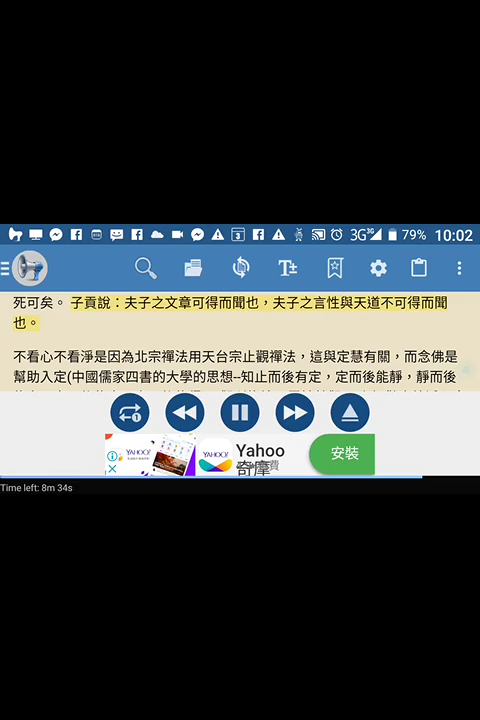 3G 3G 79% 10:02
T±
死可矣。 子貢說：夫子之文章可得而聞也，夫子之言性與天道不可得而聞
也。
不看心不看淨是因為北宗禪法用天台宗止觀禪法，這與定慧有關，而念佛是
幫助入定(中國儒家四書的大學的思想--知止而後有定，定而後能靜，靜而後
1
YAHOO!
Yahoo
奇摩
安裝
Time left: 8m 34s